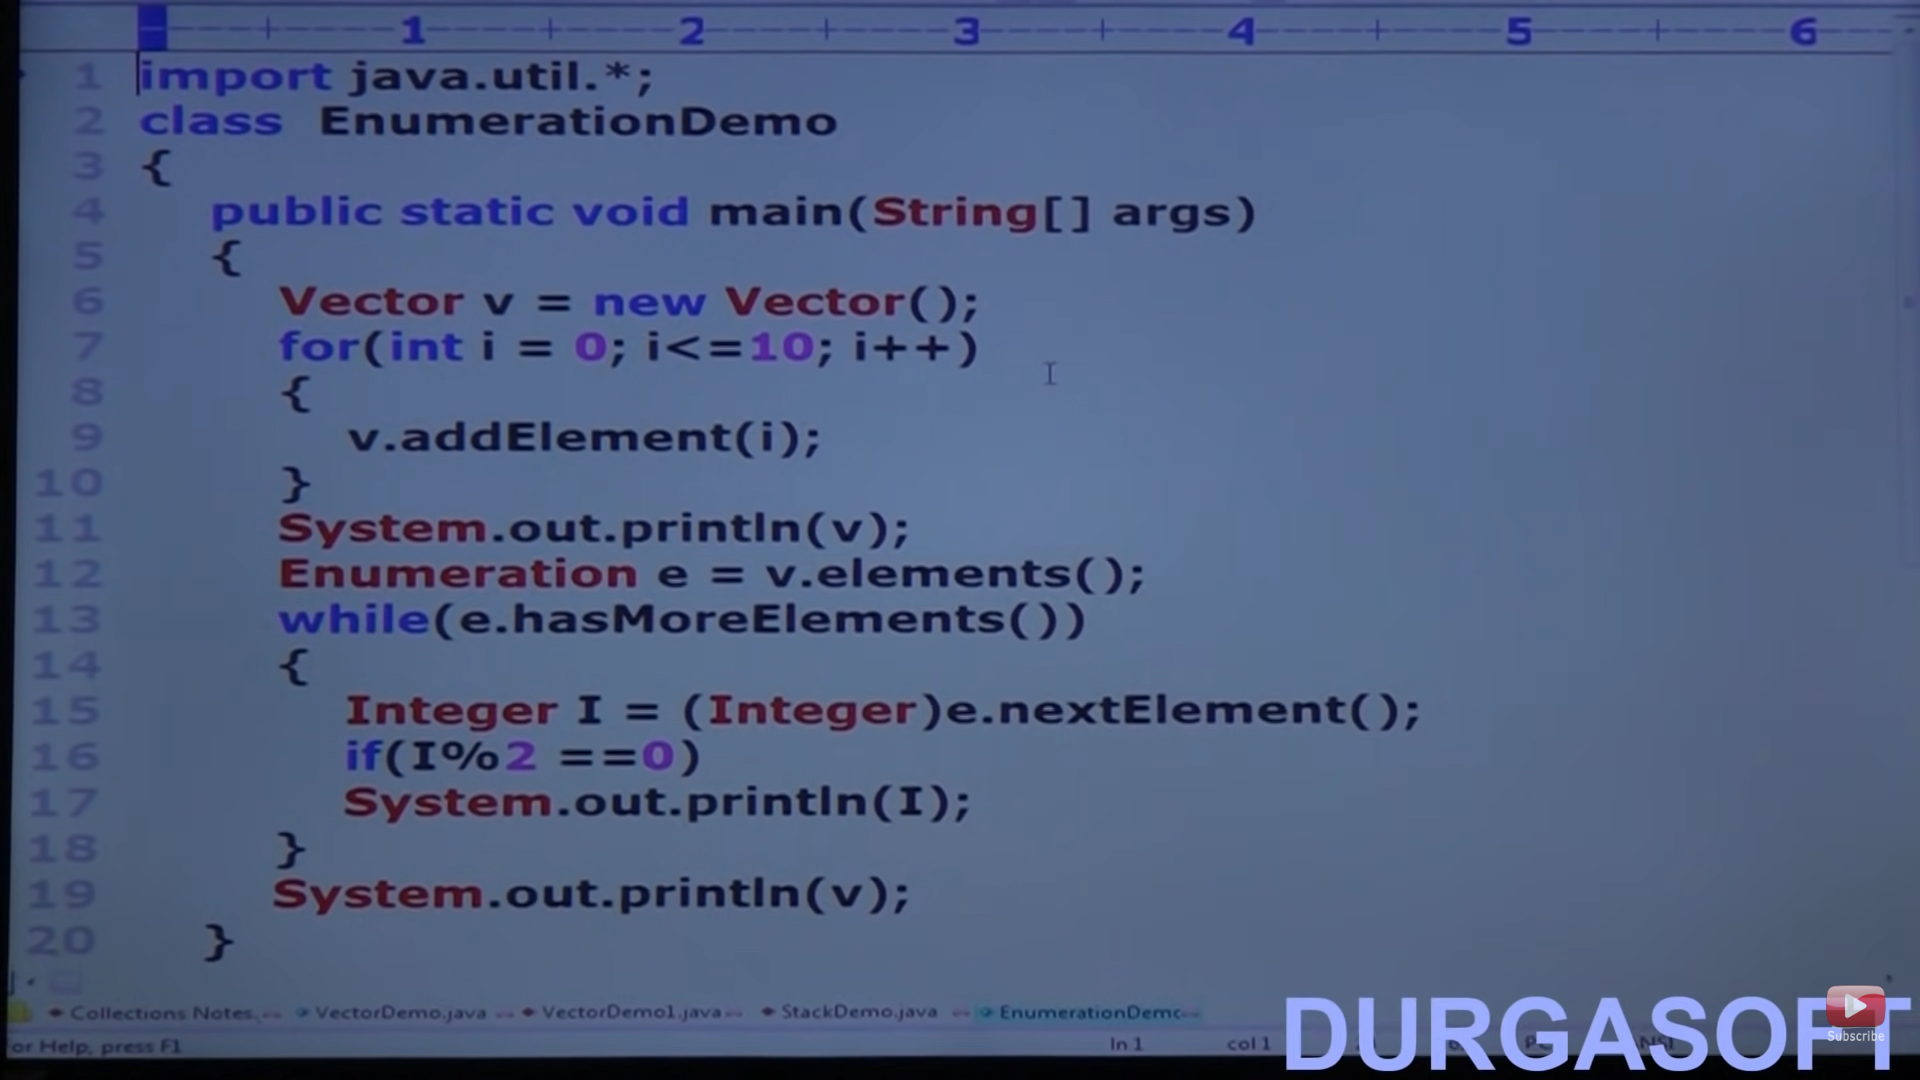 1 2 3 4 5 6
1 import java.util.*;
2 class EnumerationDemo
3 {
4 public static void main(String[] args)
5 {
6 Vector v = new Vector();
7 for(int i = 0; i<=10; i++)
8 {
9 v.addElement(i);
10 }
11 System.out.println(v);
12 Enumeration e = v.elements();
13 while(e.hasMoreElements())
14 {
15 Integer I = (Integer)e.nextElement();
16 if(I%2 ==0)
17 System.out.println(I);
18 }
19 System.out.println(v);
20 }
Collections Notes. VectorDemo.java VectorDemo1.java StackDemo.java EnumerationDemo
or Help, press F1 ln 1 col 1
DURGASOFT
Subscribe